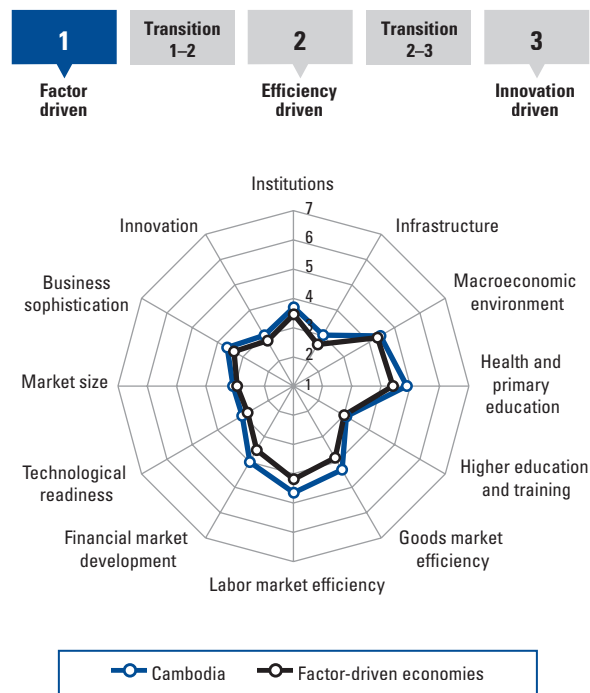 1
Transition
1–2
2
Transition
2–3
3
Factor
driven
Efficiency
driven
Innovation
driven
Institutions
Innovation
Infrastructure
Business
sophistication
Macroeconomic
environment
Market size
Health and
primary
education
Technological
readiness
Higher education
and training
Financial market
development
Goods market
efficiency
Labor market efficiency
7
6
5
4
3
2
1
Cambodia
Factor-driven economies